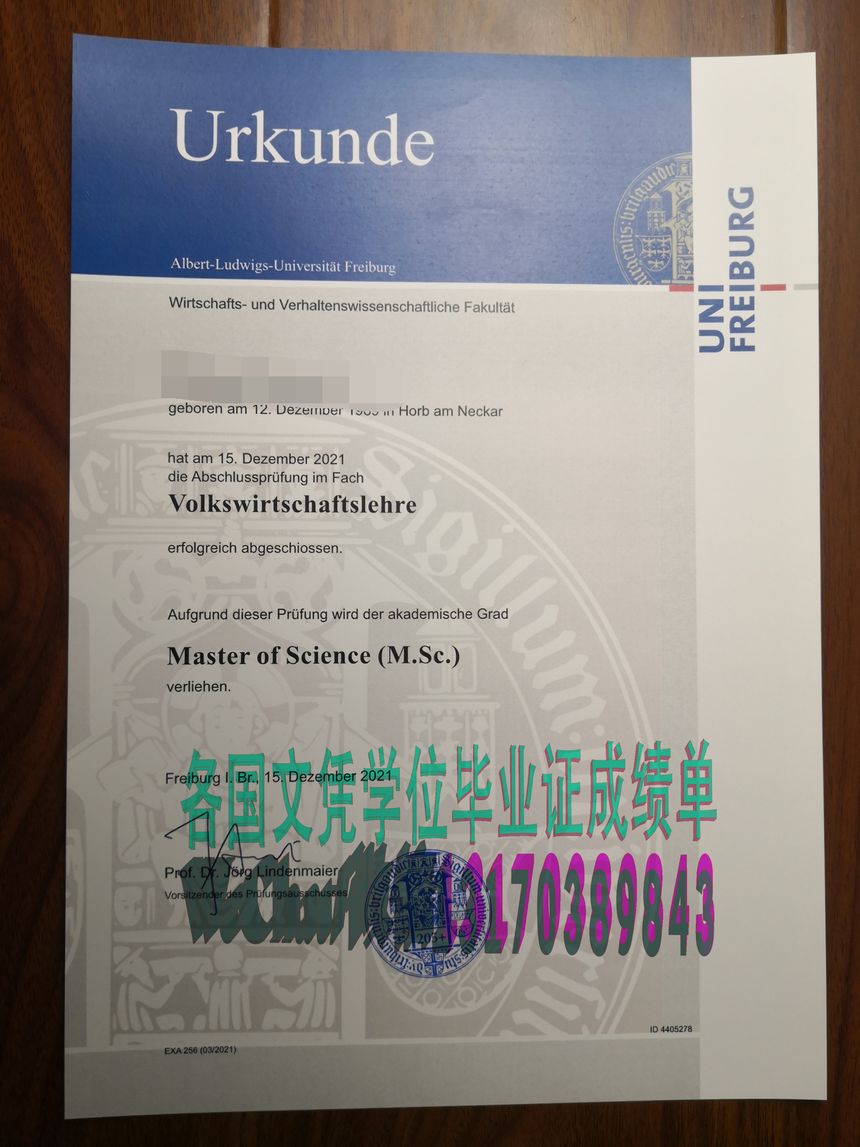 Urkunde
Albert-Ludwigs-Universität Freiburg
UNI
FREIBURG
Wirtschafts- und Verhaltenswissenschaftliche Fakultät
geboren am 12. Dezember in Horb am Neckar
hat am 15. Dezember 2021
die Abschlussprüfung im Fach
Volkswirtschaftslehre
erfolgreich abgeschiossen.
Aufgrund dieser Prüfung wird der akademische Grad
Master of Science (M.Sc.)
verliehen.
各国文凭学位毕业证成绩单
Freiburg I. Br., 15. Dezember 2021
Prof. Dr. Jörg Lindenmaier
Vorsitzender des Prüfungsausschusses
170389843
ID 4405278
EXA 256 (03/2021)